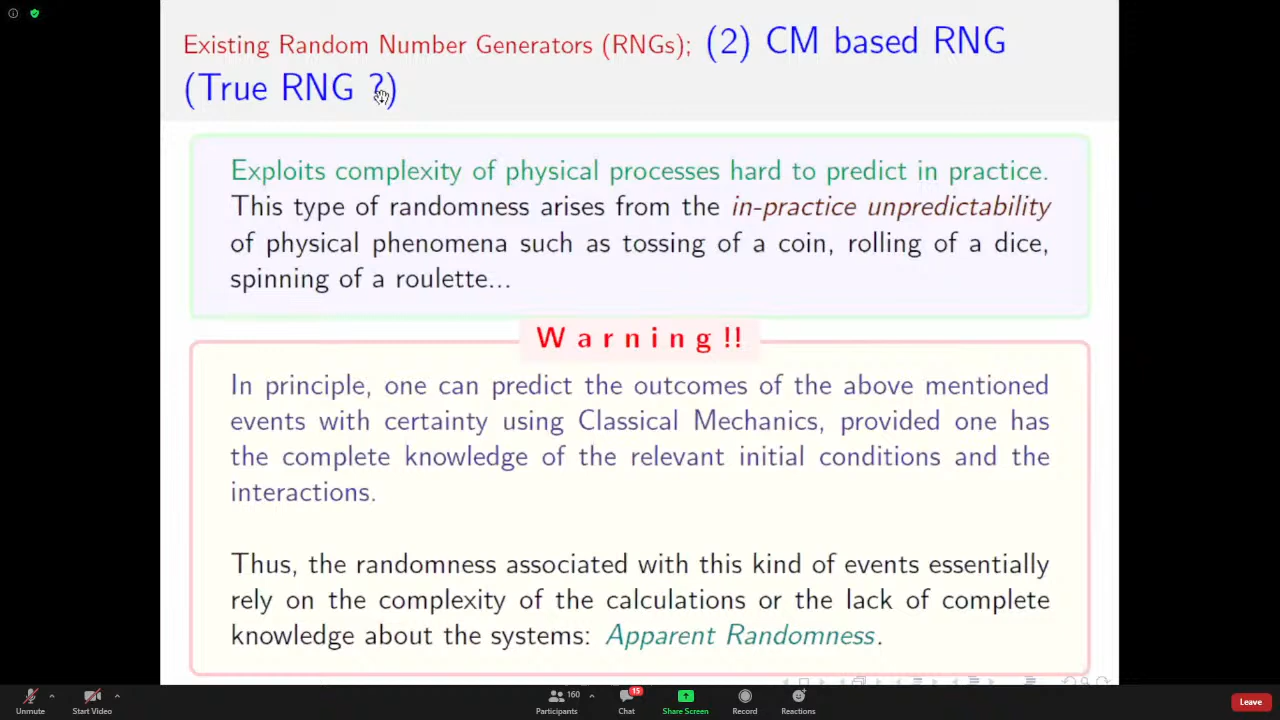 Existing Random Number Generators (RNGs); (2) CM based RNG
(True RNG ?)
Exploits complexity of physical processes hard to predict in practice.
This type of randomness arises from the in-practice unpredictability
of physical phenomena such as tossing of a coin, rolling of a dice,
spinning of a roulette...
Warning!!
In principle, one can predict the outcomes of the above mentioned
events with certainty using Classical Mechanics, provided one has
the complete knowledge of the relevant initial conditions and the
interactions.
Thus, the randomness associated with this kind of events essentially
rely on the complexity of the calculations or the lack of complete
knowledge about the systems: Apparent Randomness.
Unmute
Start Video
160
Participants
15
Chat
Share Screen
Record
Reactions
Leave